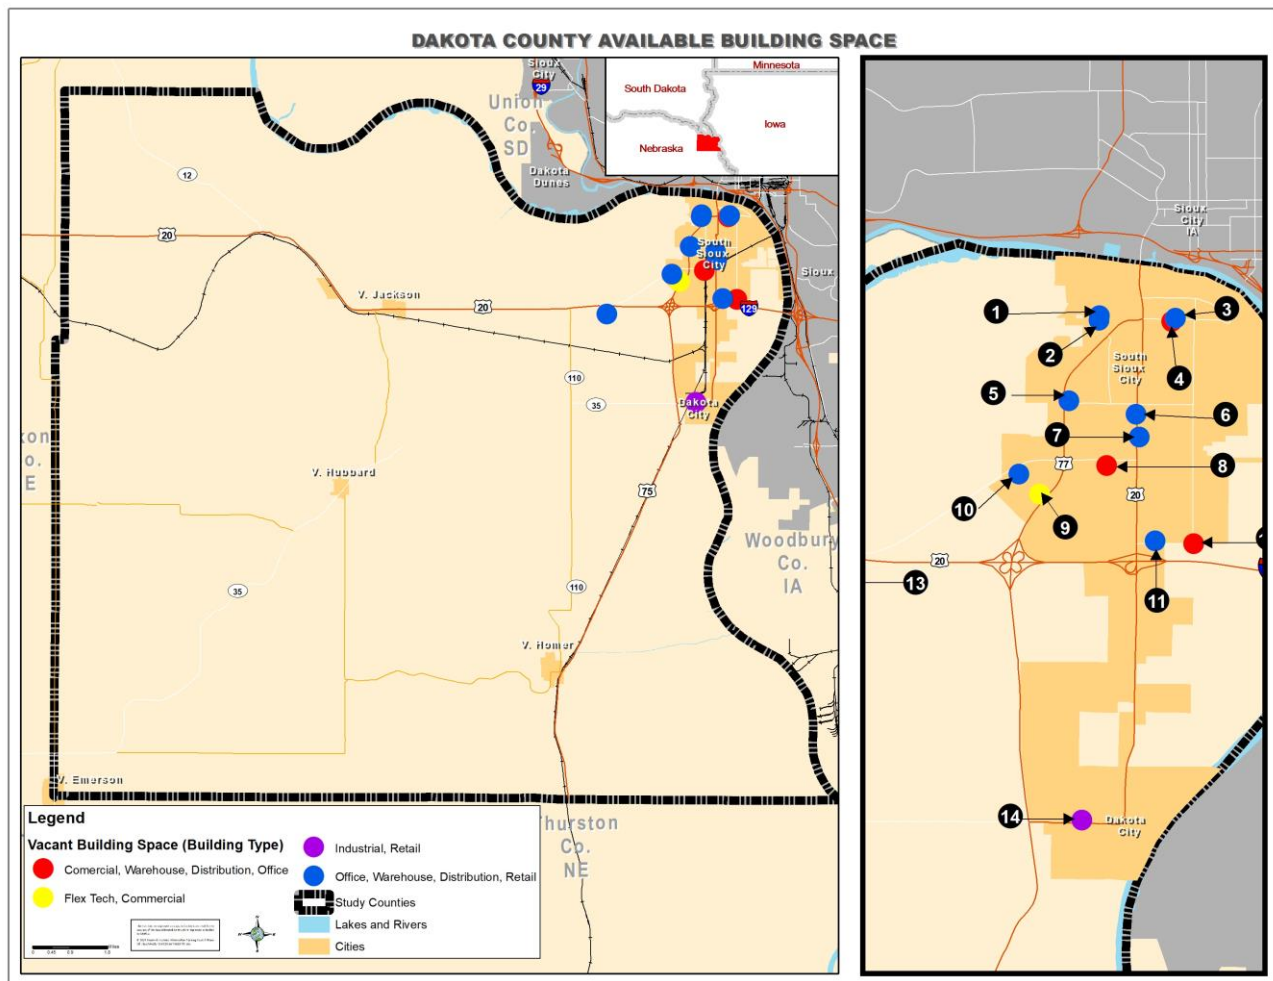 DAKOTA COUNTY AVAILABLE BUILDING SPACE
Sioux
City
29
Union
Co.
SD
Dakota
Dunes
Minnesota
South Dakota
Iowa
Nebraska
12
20
South
Sioux
City
Sioux
V. Jackson
20
129
110
35
Dakota
City
xon
o.
E
V. Hubbard
75
Woodbury
Co.
IA
35
110
V. Homer
V. Emerson
hurston
Co.
NE
Legend
Vacant Building Space (Building Type)
Comercial, Warehouse, Distribution, Office
Flex Tech, Commercial
Industrial, Retail
Office, Warehouse, Distribution, Retail
Study Counties
Lakes and Rivers
Cities
Sioux
City
IA
1
2
3
4
South
Sioux
City
5
6
7
8
77
20
10
9
20
13
11
14
Dakota
City